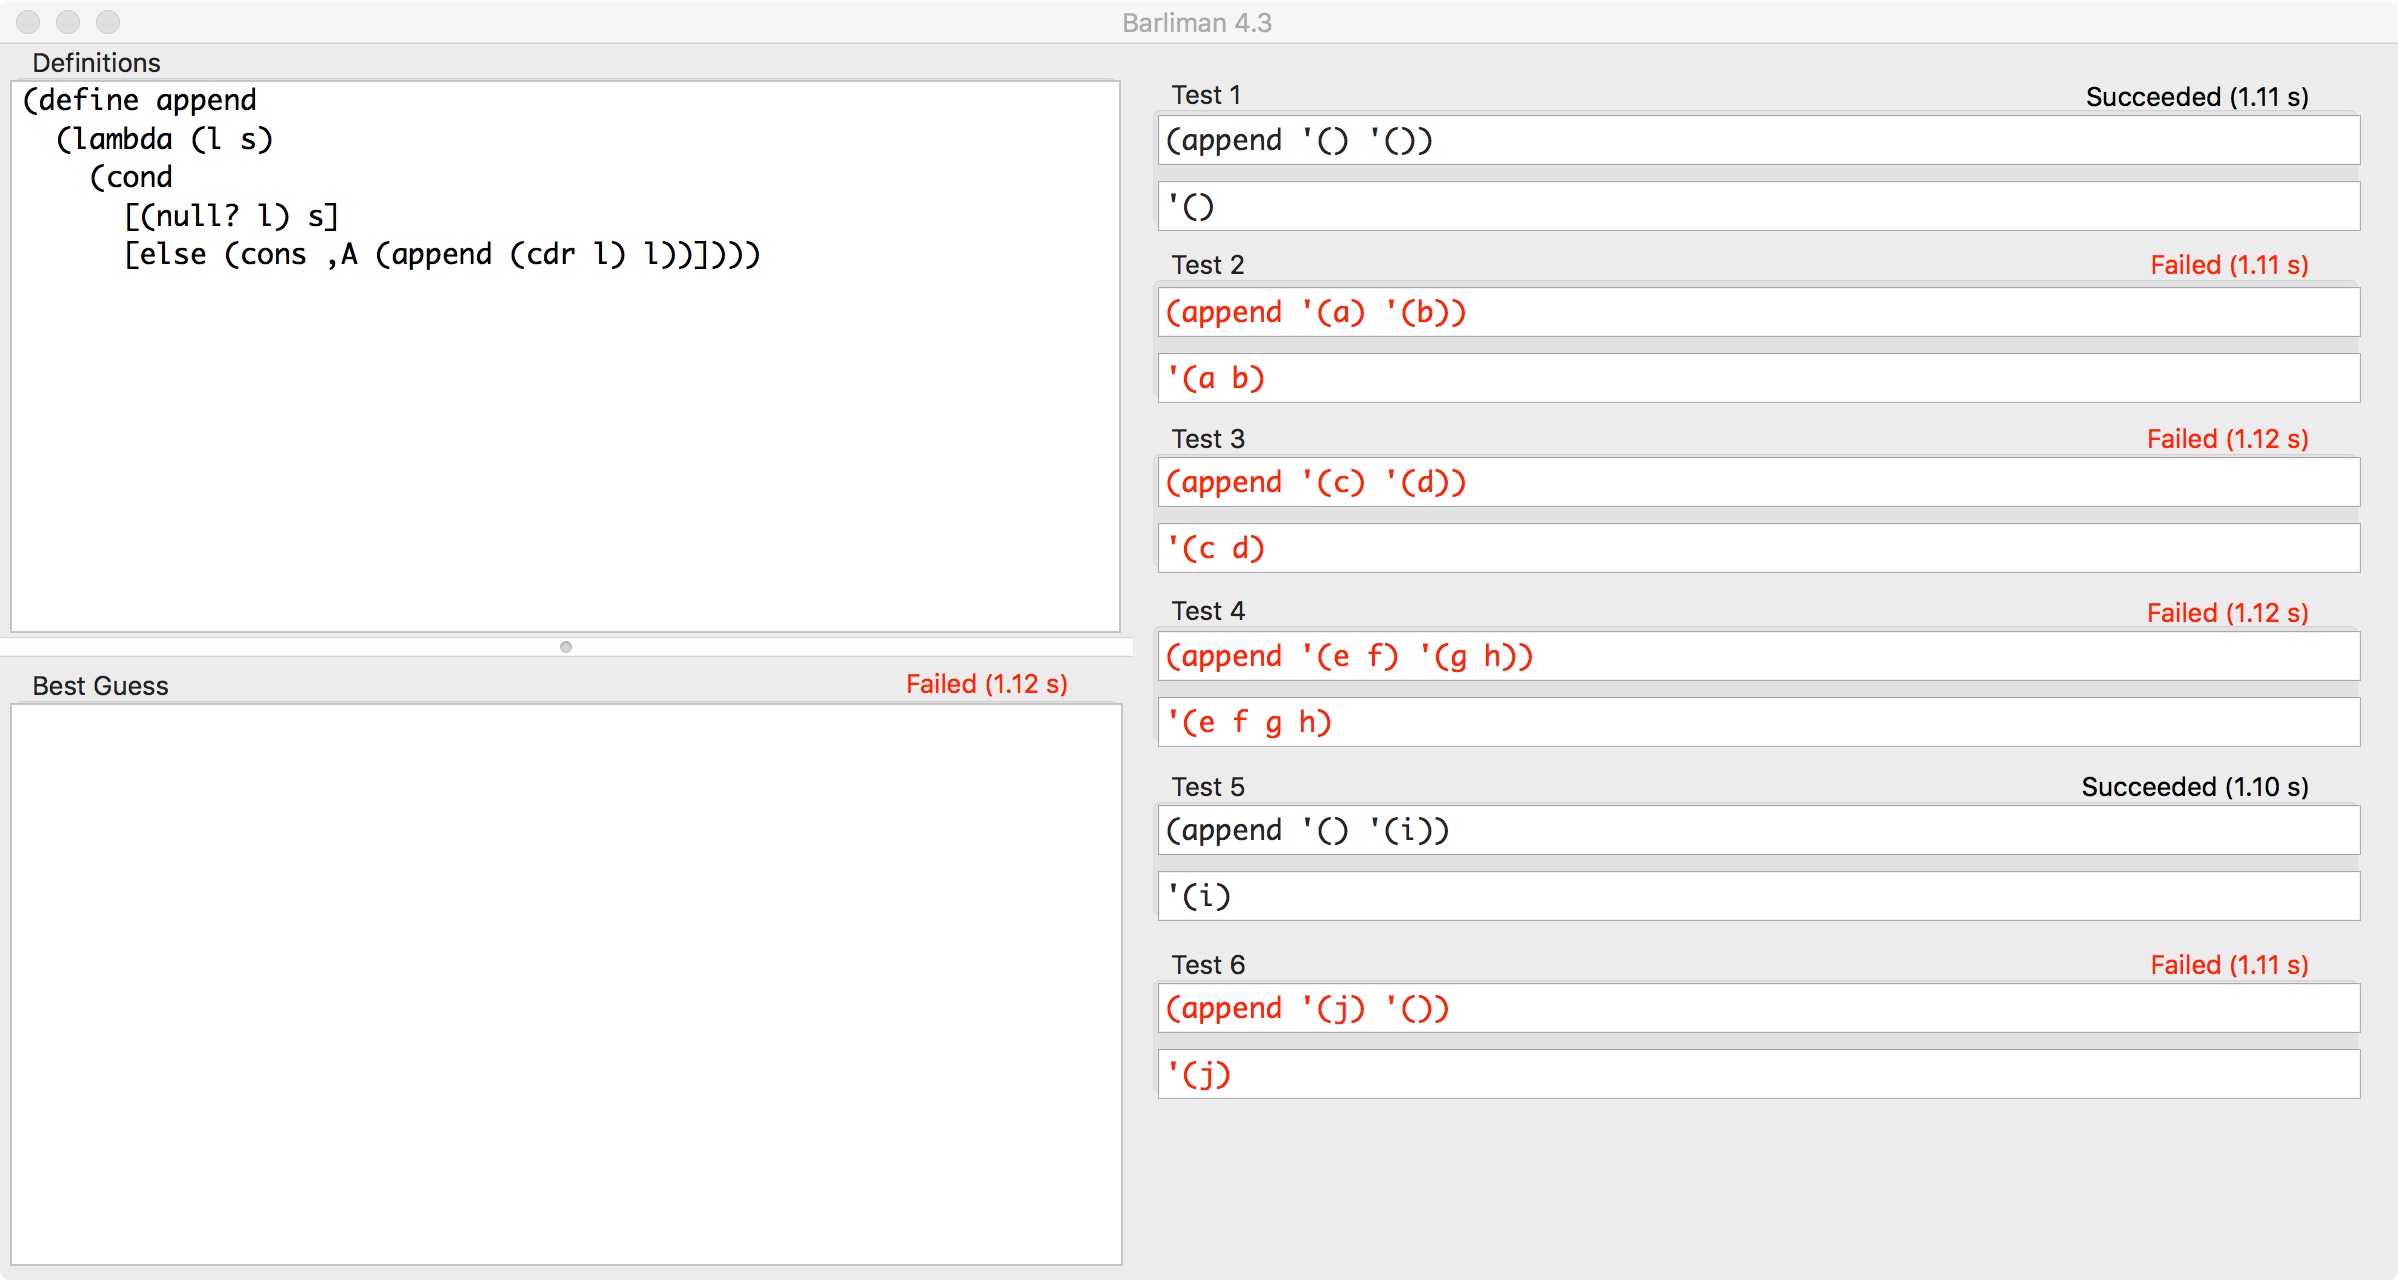 Barliman 4.3
Definitions
(define append
  (lambda (l s)
    (cond
      [(null? l) s]
      [else (cons ,A (append (cdr l) l))])))
Best Guess Failed (1.12 s)
Test 1 Succeeded (1.11 s)
(append '() '())
'()
Test 2 Failed (1.11 s)
(append '(a) '(b))
'(a b)
Test 3 Failed (1.12 s)
(append '(c) '(d))
'(c d)
Test 4 Failed (1.12 s)
(append '(e f) '(g h))
'(e f g h)
Test 5 Succeeded (1.10 s)
(append '() '(i))
'(i)
Test 6 Failed (1.11 s)
(append '(j) '())
'(j)